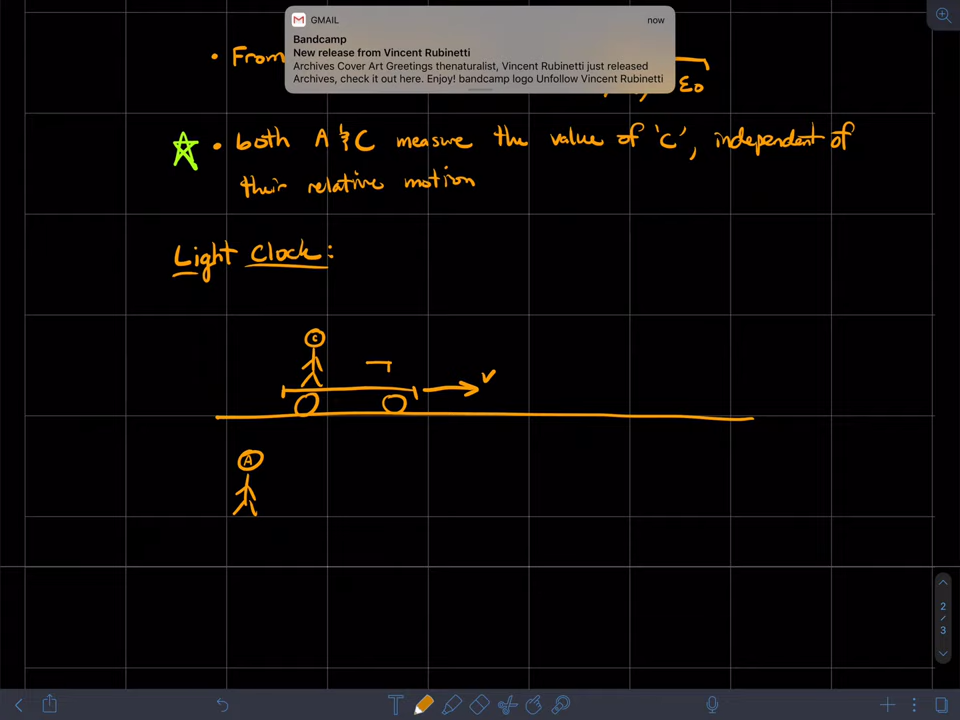 GMAIL
now
Bandcamp
New release from Vincent Rubinetti
Archives Cover Art Greetings thenaturalist, Vincent Rubinetti just released
Archives, check it out here. Enjoy! bandcamp logo Unfollow Vincent Rubinetti
• From
ε0
• both A & C measure the value of 'c', independent of
their relative motion
Light Clock:
C
v
A
T
2
/
3